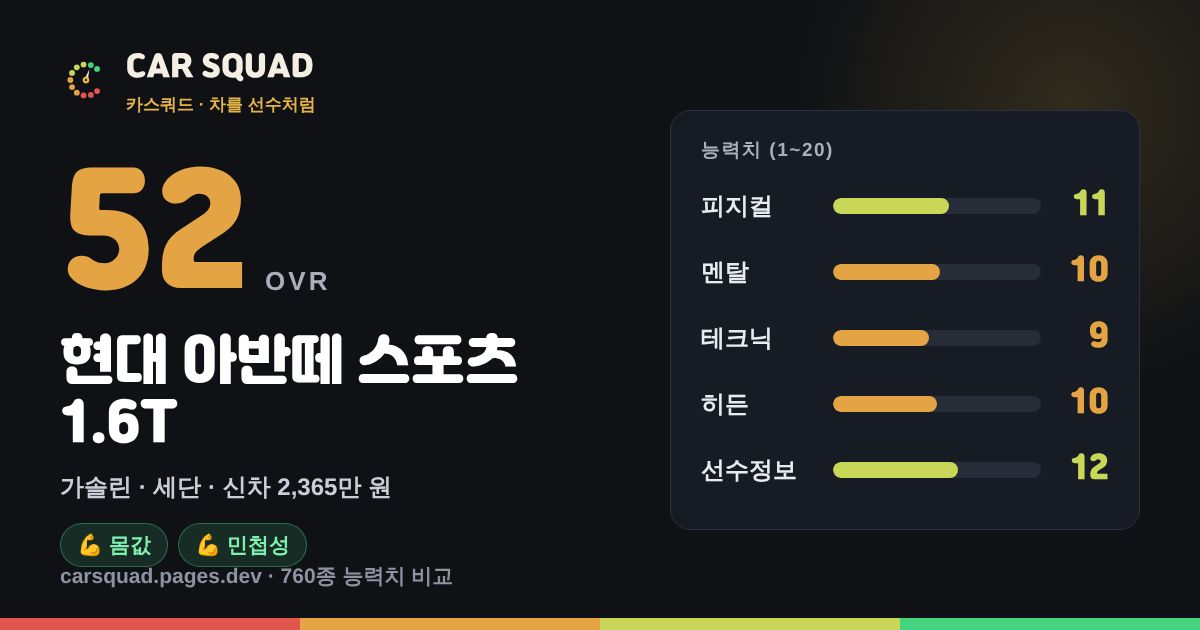 CAR SQUAD
카스쿼드 · 차를 선수처럼
52 OVR
현대 아반떼 스포츠
1.6T
가솔린 · 세단 · 신차 2,365만 원
💪 몸값 💪 민첩성
carsquad.pages.dev · 760종 능력치 비교
능력치 (1~20)
피지컬 11
멘탈 10
테크닉 9
히든 10
선수정보 12